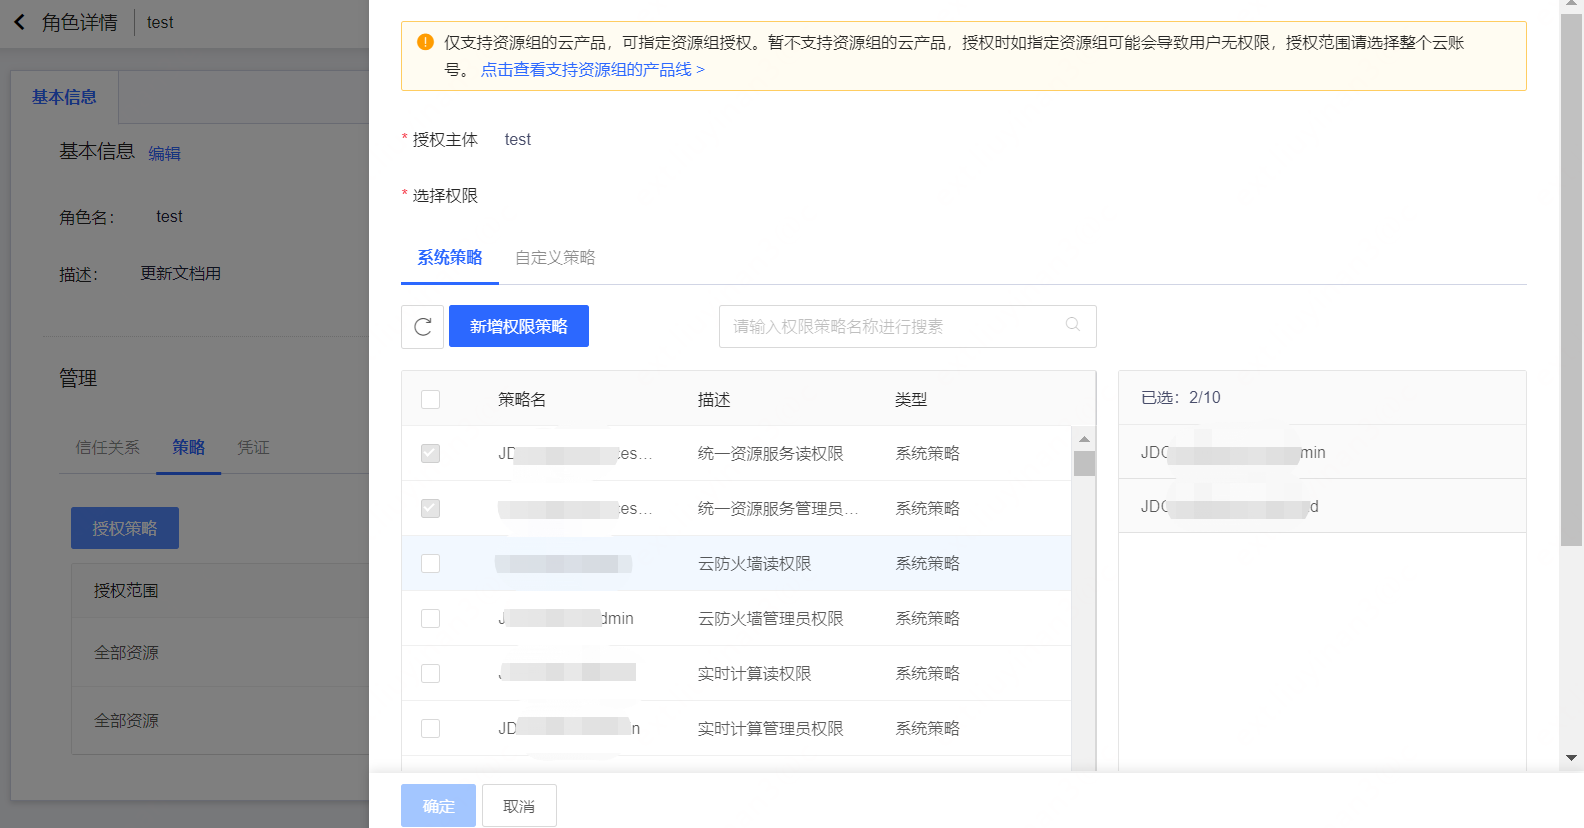 角色详情 test
基本信息
基本信息 编辑
角色名： test
描述： 更新文档用
管理
信任关系 策略 凭证
授权策略
授权范围
全部资源
全部资源
仅支持资源组的云产品，可指定资源组授权。暂不支持资源组的云产品，授权时如指定资源组可能会导致用户无权限，授权范围请选择整个云账
号。 点击查看支持资源组的产品线 >
* 授权主体 test
* 选择权限
系统策略 自定义策略
新增权限策略 请输入权限策略名称进行搜素
策略名 描述 类型
JD ces... 统一资源服务读权限 系统策略
ces... 统一资源服务管理员... 系统策略
云防火墙读权限 系统策略
J dmin 云防火墙管理员权限 系统策略
实时计算读权限 系统策略
JD n 实时计算管理员权限 系统策略
已选：2/10
JDC min
JDC d
确定 取消